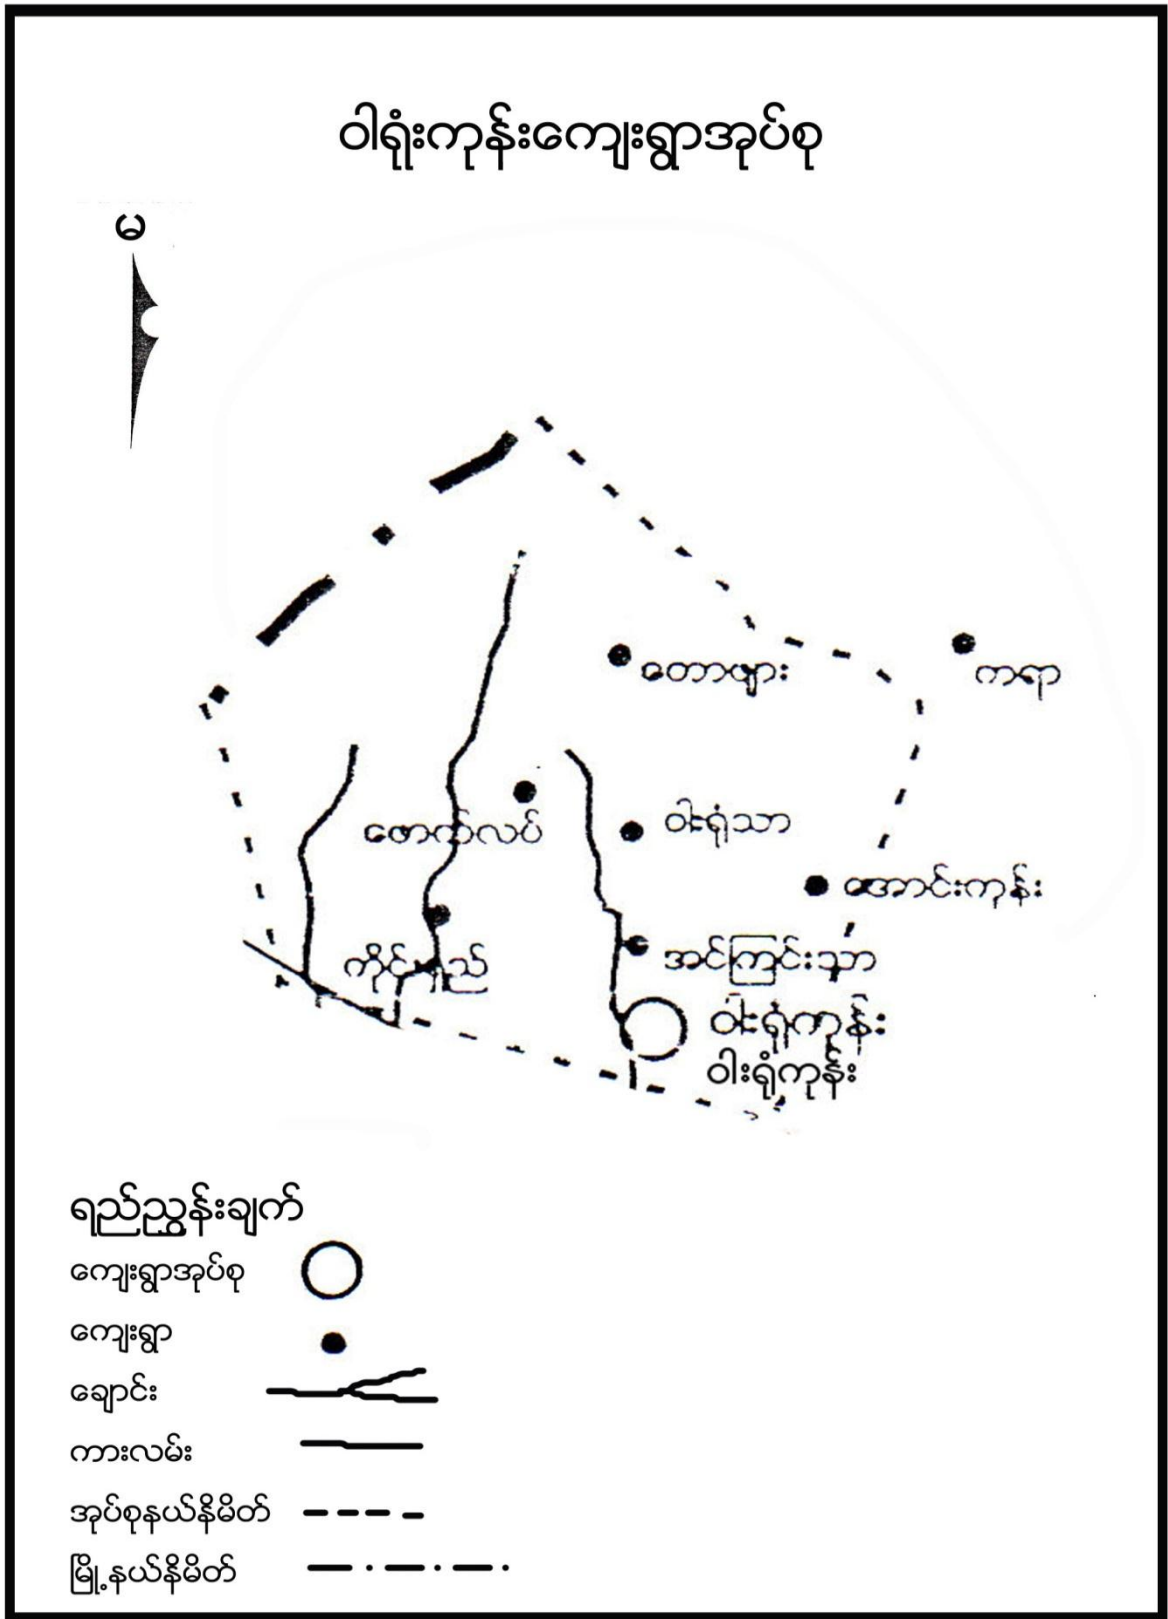 ဝါရုံးကုန်းကျေးရွာအုပ်စု
မ
တောဖျား
ကရာ
ဖောက်လပ်
ဝါးရုံသာ
အောင်းကုန်း
ကိုင်ရှည်
အင်ကြင်းသာ
ဝါးရုံကုန်း
ဝါးရုံကုန်း
ရည်ညွှန်းချက်
ကျေးရွာအုပ်စု
ကျေးရွာ
ချောင်း
ကားလမ်း
အုပ်စုနယ်နိမိတ်
မြို့နယ်နိမိတ်